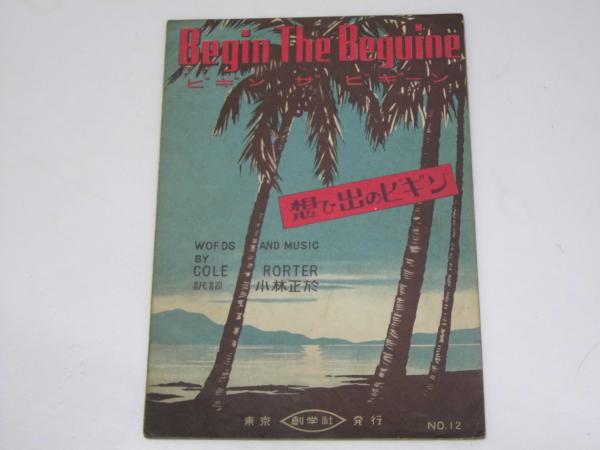 Begin The Beguine
ビギン ザ ビギーン
想ひ出のビギン
WOFDS AND MUSIC
BY
COLE RORTER
訳詞 小林正於
東京 創学社 発行
NO.12